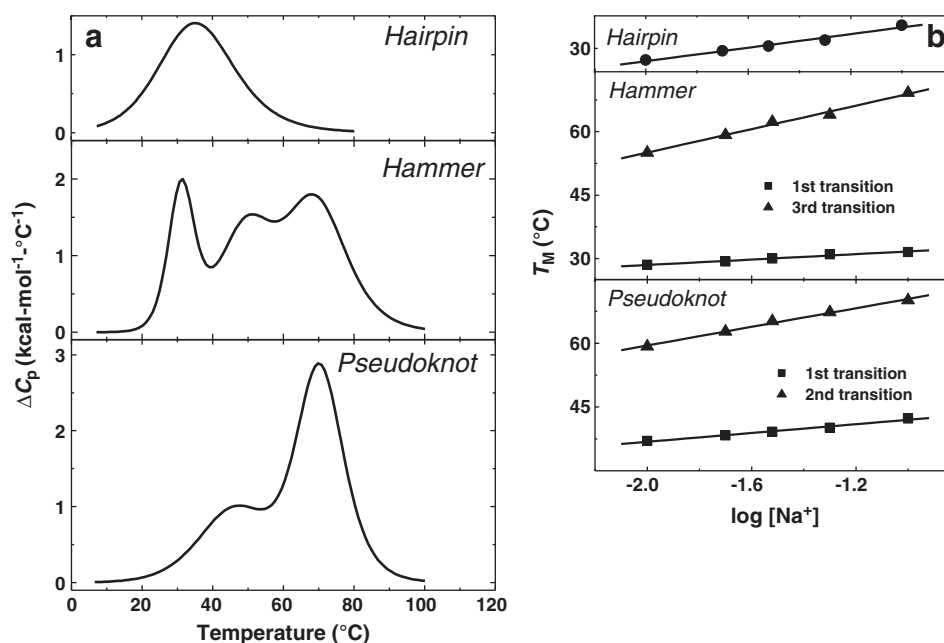 a
Hairpin
1
0
Hammer
2
1
0
Pseudoknot
3
2
1
0
0 20 40 60 80 100 120
Temperature (°C)
ΔCp (kcal-mol⁻¹-°C⁻¹)
b
Hairpin
30
Hammer
60
45
30
1st transition
3rd transition
Pseudoknot
60
45
1st transition
2nd transition
-2.0 -1.6 -1.2
log [Na⁺]
TM (°C)